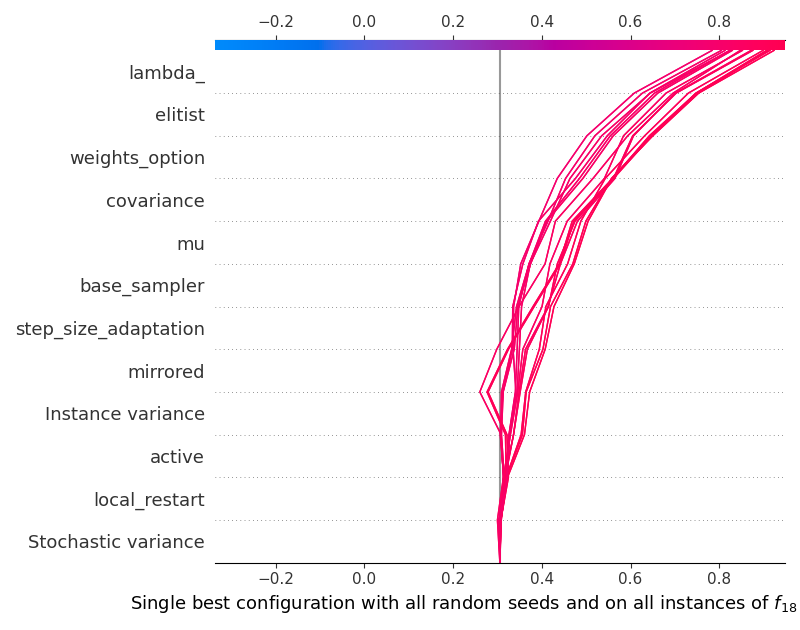 −0.2 0.0 0.2 0.4 0.6 0.8
lambda_
elitist
weights_option
covariance
mu
base_sampler
step_size_adaptation
mirrored
Instance variance
active
local_restart
Stochastic variance
−0.2 0.0 0.2 0.4 0.6 0.8
Single best configuration with all random seeds and on all instances of f₁₈